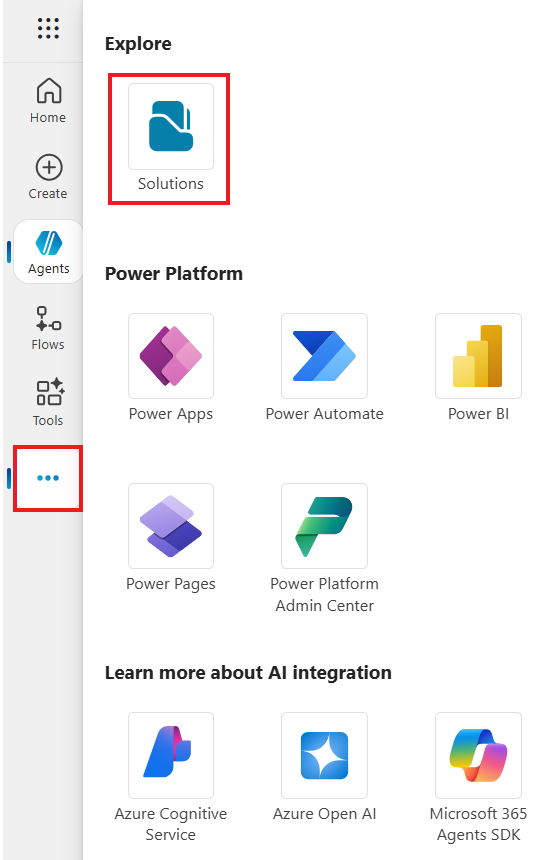 Home
Create
Agents
Flows
Tools
Explore
Solutions
Power Platform
Power Apps
Power Automate
Power BI
Power Pages
Power Platform
Admin Center
Learn more about AI integration
Azure Cognitive
Service
Azure Open AI
Microsoft 365
Agents SDK